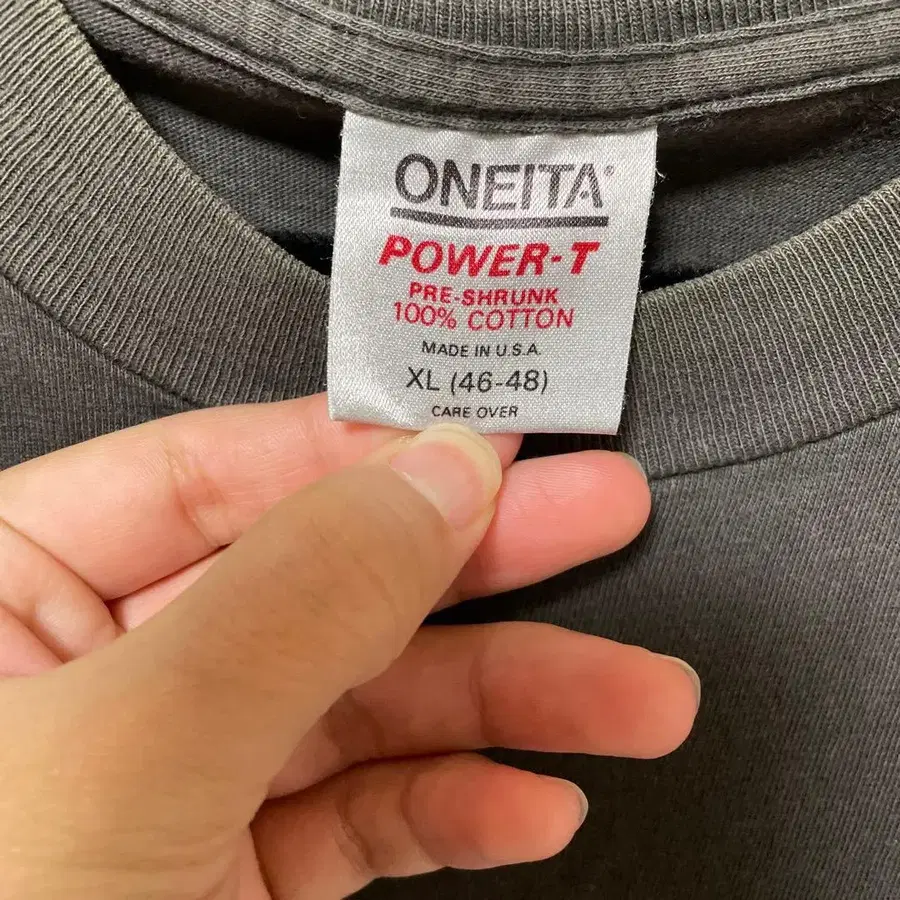 ONEITA®
POWER-T
PRE-SHRUNK
100% COTTON
MADE IN U.S.A.
XL (46-48)
CARE OVER